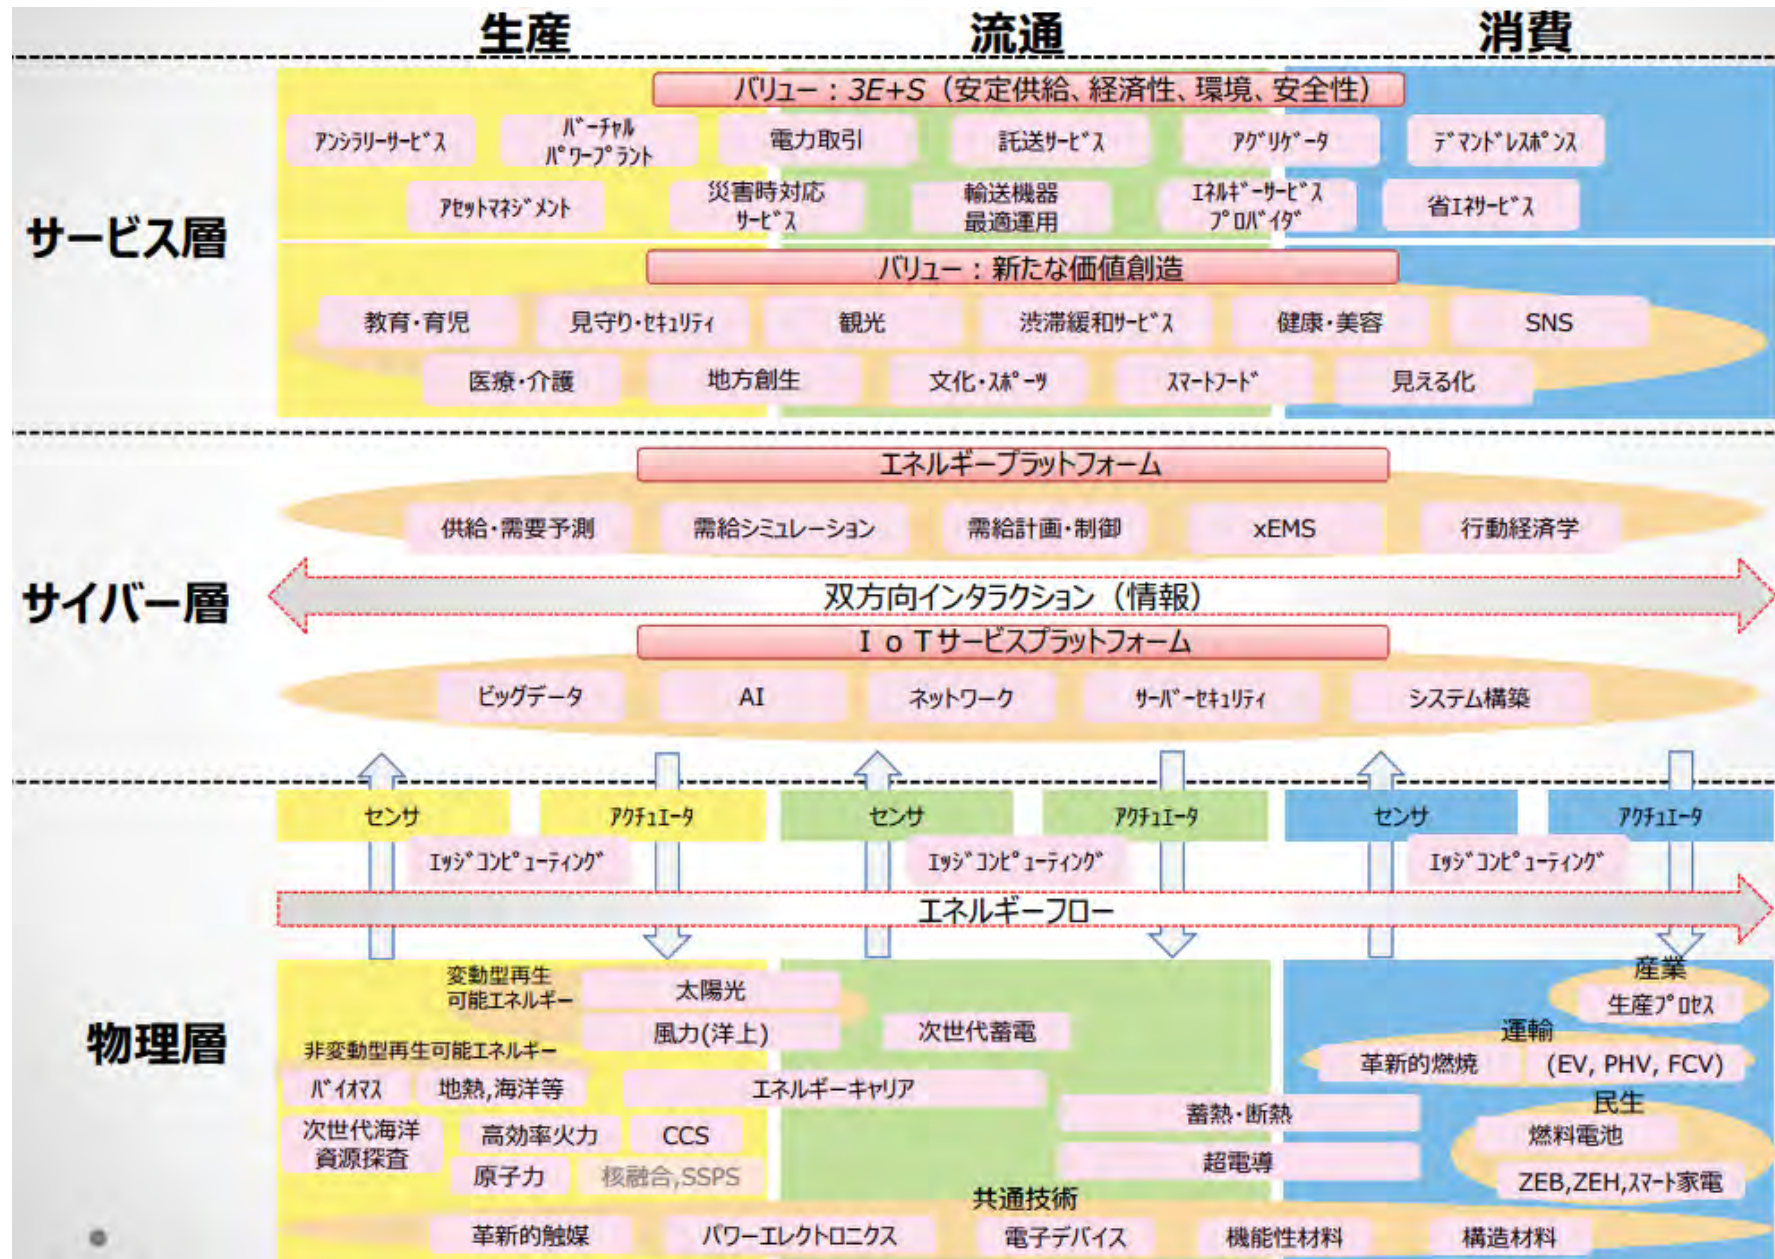 生産 流通 消費
サービス層
バリュー：3E+S（安定供給、経済性、環境、安全性）
ｱﾝｼﾗﾘｰｻｰﾋﾞｽ
ﾊﾞｰﾁｬﾙ
ﾊﾟﾜｰﾌﾟﾗﾝﾄ
電力取引
託送ｻｰﾋﾞｽ
ｱｸﾞﾘｹﾞｰﾀ
ﾃﾞﾏﾝﾄﾞﾚｽﾎﾟﾝｽ
ｱｾｯﾄﾏﾈｼﾞﾒﾝﾄ
災害時対応
ｻｰﾋﾞｽ
輸送機器
最適運用
ｴﾈﾙｷﾞｰｻｰﾋﾞｽ
ﾌﾟﾛﾊﾞｲﾀﾞ
省ｴﾈｻｰﾋﾞｽ
バリュー：新たな価値創造
教育・育児
見守り・ｾｷｭﾘﾃｨ
観光
渋滞緩和ｻｰﾋﾞｽ
健康・美容
SNS
医療・介護
地方創生
文化・ｽﾎﾟｰﾂ
ｽﾏｰﾄﾌｰﾄﾞ
見える化
サイバー層
エネルギープラットフォーム
供給・需要予測
需給シミュレーション
需給計画・制御
xEMS
行動経済学
双方向インタラクション（情報）
ＩｏＴサービスプラットフォーム
ビッグデータ
AI
ネットワーク
ｻｰﾊﾞｰｾｷｭﾘﾃｨ
システム構築
物理層
センサ
ｱｸﾁｭｴｰﾀ
センサ
ｱｸﾁｭｴｰﾀ
センサ
ｱｸﾁｭｴｰﾀ
ｴｯｼﾞｺﾝﾋﾟｭｰﾃｨﾝｸﾞ
ｴｯｼﾞｺﾝﾋﾟｭｰﾃｨﾝｸﾞ
ｴｯｼﾞｺﾝﾋﾟｭｰﾃｨﾝｸﾞ
エネルギーフロー
変動型再生
可能エネルギー
太陽光
風力(洋上)
非変動型再生可能エネルギー
ﾊﾞｲｵﾏｽ
地熱,海洋等
次世代海洋
資源探査
高効率火力
CCS
原子力
核融合,SSPS
次世代蓄電
エネルギーキャリア
蓄熱・断熱
超電導
産業
生産ﾌﾟﾛｾｽ
運輸
革新的燃焼
(EV, PHV, FCV)
民生
燃料電池
ZEB,ZEH,ｽﾏｰﾄ家電
共通技術
革新的触媒
パワーエレクトロニクス
電子デバイス
機能性材料
構造材料